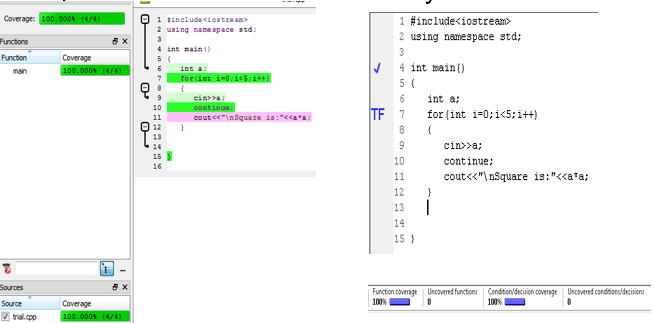 Coverage: 100.000% (4/4)
Functions
Function Coverage
main 100.000% (4/4)
Sources
Source Coverage
trial.cpp 100.000% (4/4)
1 #include<iostream>
2 using namespace std;
3
4 int main()
5 {
6 int a;
7 for(int i=0;i<5;i++)
8 {
9 cin>>a;
10 continue;
11 cout<<"\nSquare is:"<<a*a;
12 }
13
14
15 }
16
1 #include<iostream>
2 using namespace std;
3
4 int main()
5 {
6 int a;
TF 7 for(int i=0;i<5;i++)
8 {
9 cin>>a;
10 continue;
11 cout<<"\nSquare is:"<<a*a;
12 }
13
14
15 }
Function coverage Uncovered functions Condition/decision coverage Uncovered conditions/decisions
100% 0 100% 0